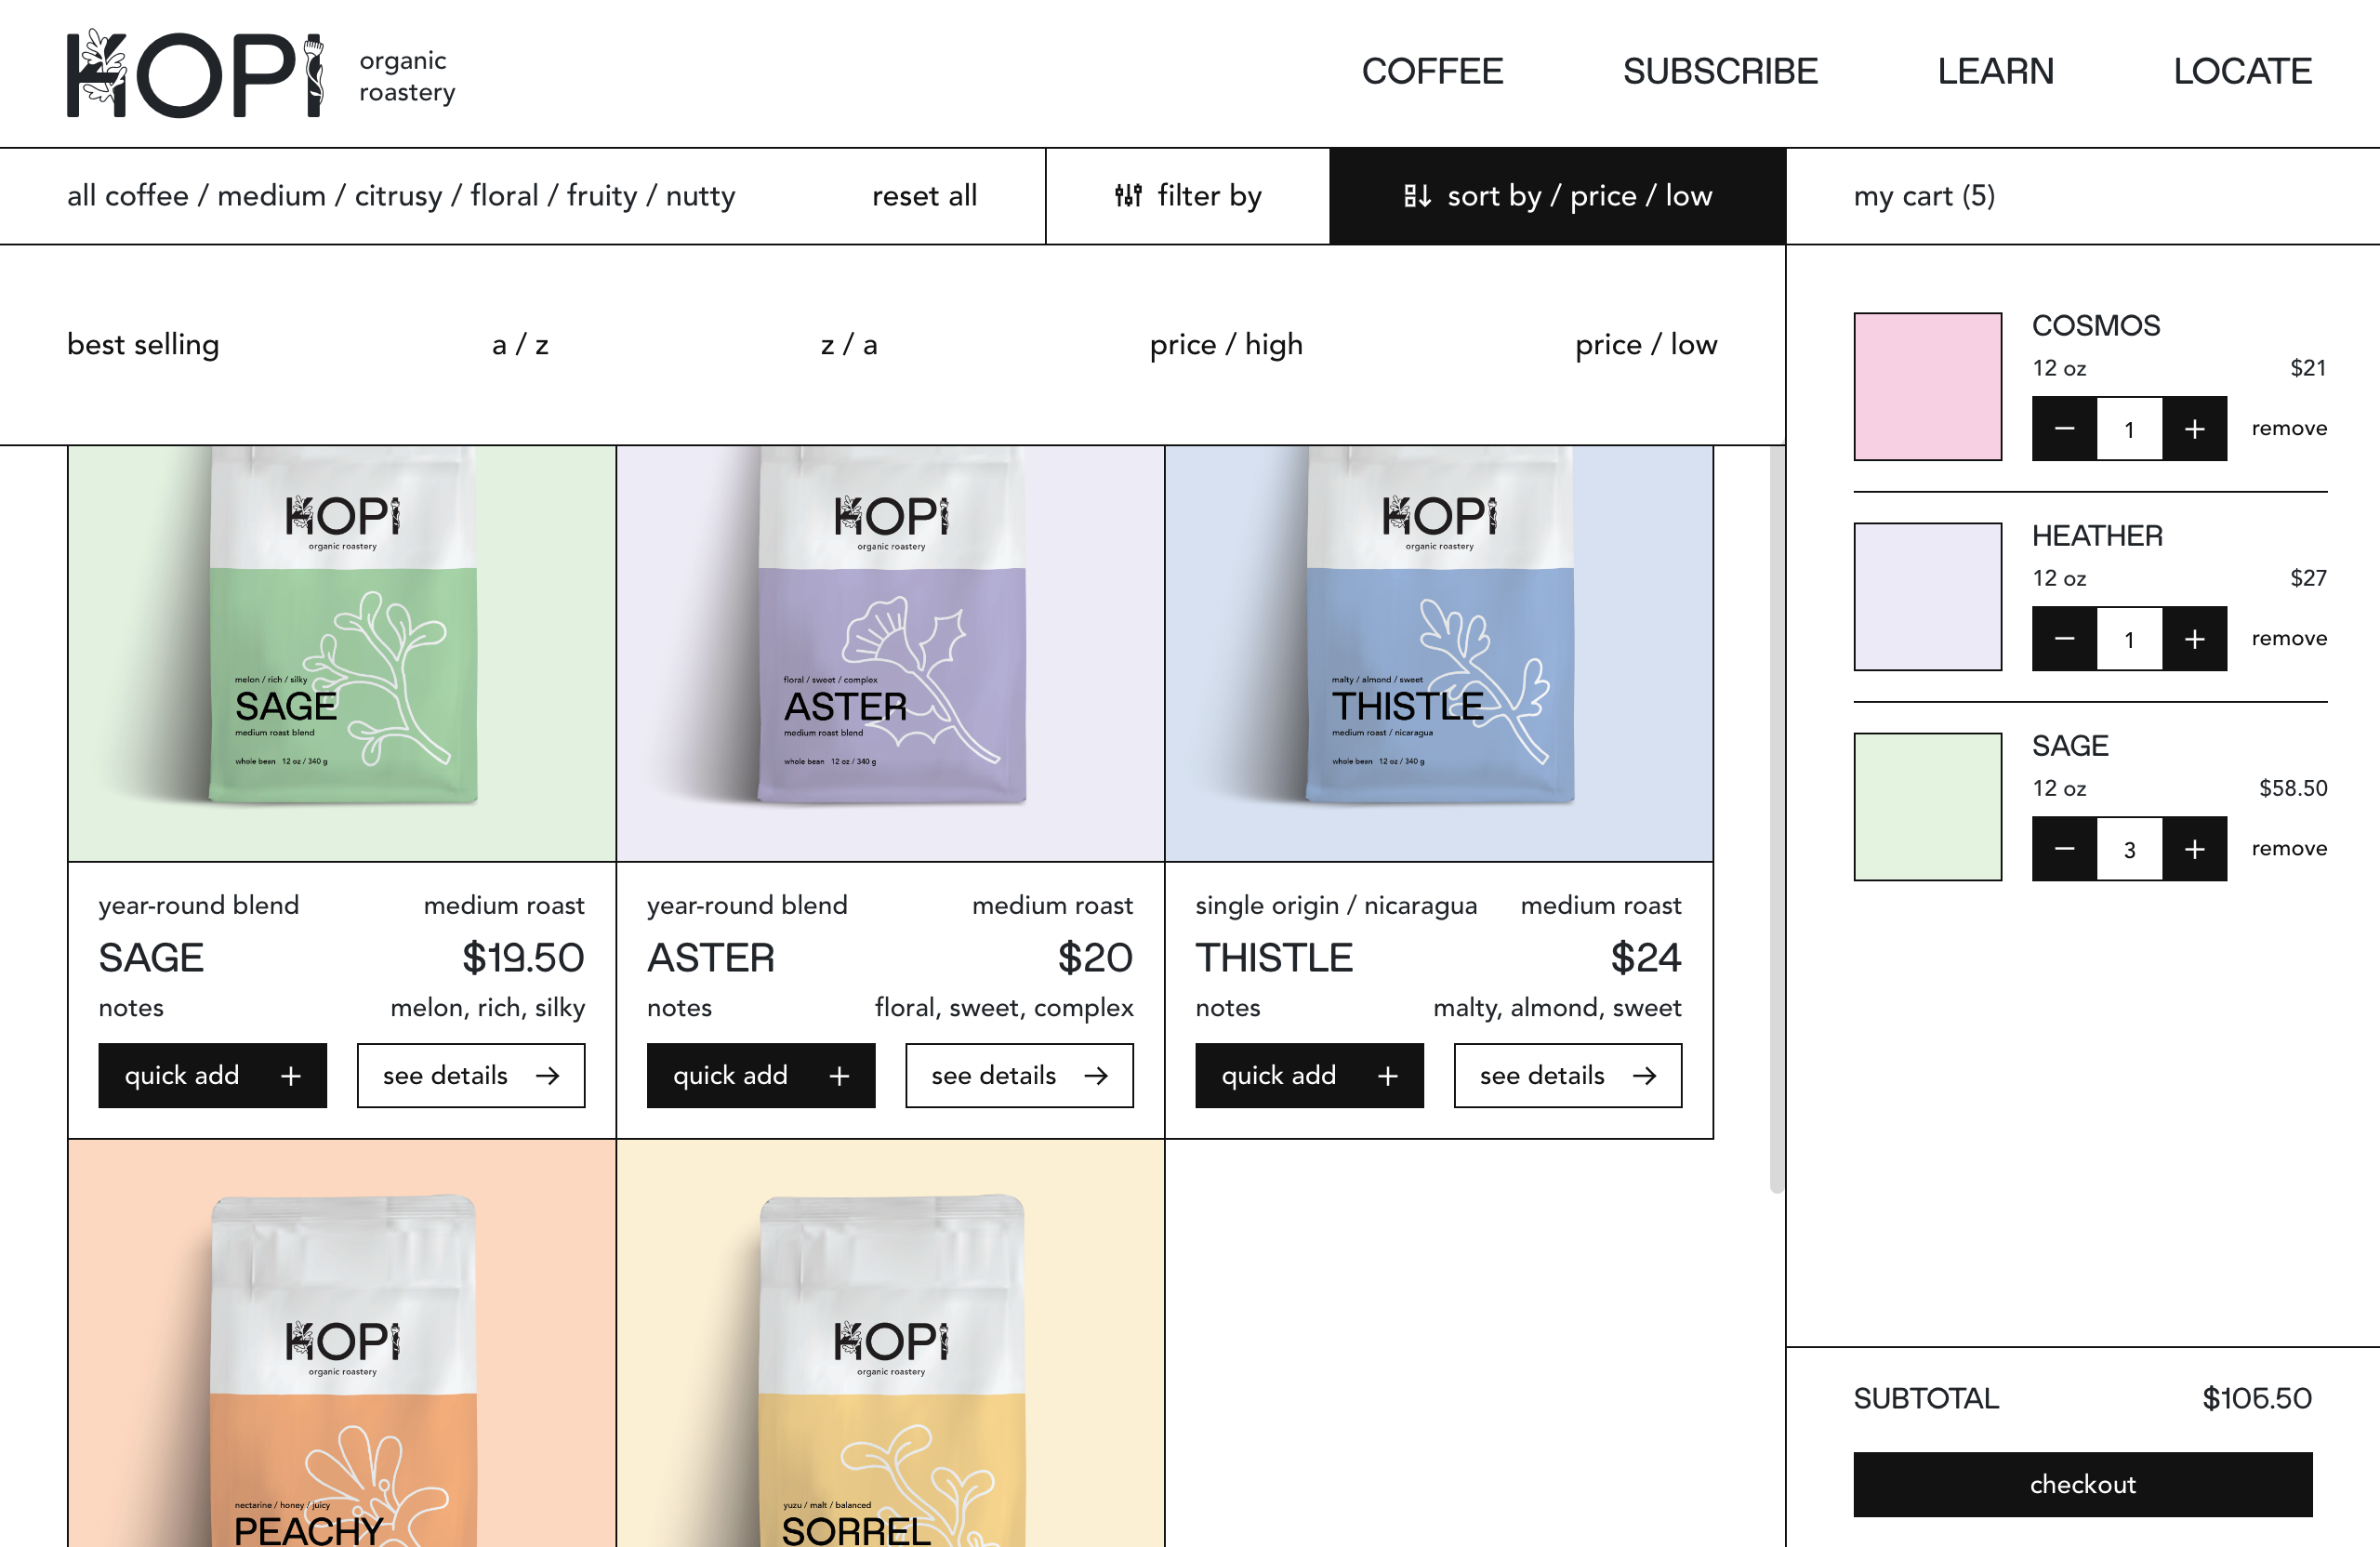 KOPI
organic
roastery
COFFEE SUBSCRIBE LEARN LOCATE
all coffee / medium / citrusy / floral / fruity / nutty reset all filter by sort by / price / low my cart (5)
best selling a / z z / a price / high price / low
KOPI
organic roastery
melon / rich / silky
SAGE
medium roast blend
whole bean 12 oz / 340 g
KOPI
organic roastery
floral / sweet / complex
ASTER
medium roast blend
whole bean 12 oz / 340 g
KOPI
organic roastery
malty / almond / sweet
THISTLE
medium roast / nicaragua
whole bean 12 oz / 340 g
year-round blend medium roast
SAGE $19.50
notes melon, rich, silky
quick add + see details →
year-round blend medium roast
ASTER $20
notes floral, sweet, complex
quick add + see details →
single origin / nicaragua medium roast
THISTLE $24
notes malty, almond, sweet
quick add + see details →
KOPI
organic roastery
nectarine / honey / juicy
PEACHY
KOPI
organic roastery
yuzu / malt / balanced
SORREL
COSMOS
12 oz $21
− 1 + remove
HEATHER
12 oz $27
− 1 + remove
SAGE
12 oz $58.50
− 3 + remove
SUBTOTAL $106.50
checkout